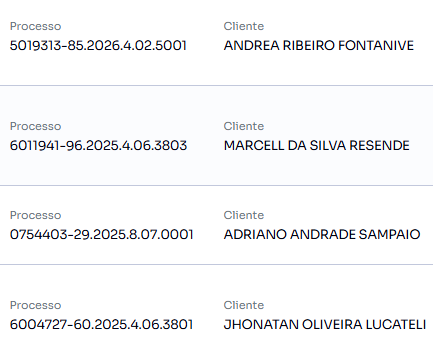 Processo Cliente
5019313-85.2026.4.02.5001 ANDREA RIBEIRO FONTANIVE
Processo Cliente
6011941-96.2025.4.06.3803 MARCELL DA SILVA RESENDE
Processo Cliente
0754403-29.2025.8.07.0001 ADRIANO ANDRADE SAMPAIO
Processo Cliente
6004727-60.2025.4.06.3801 JHONATAN OLIVEIRA LUCATELI